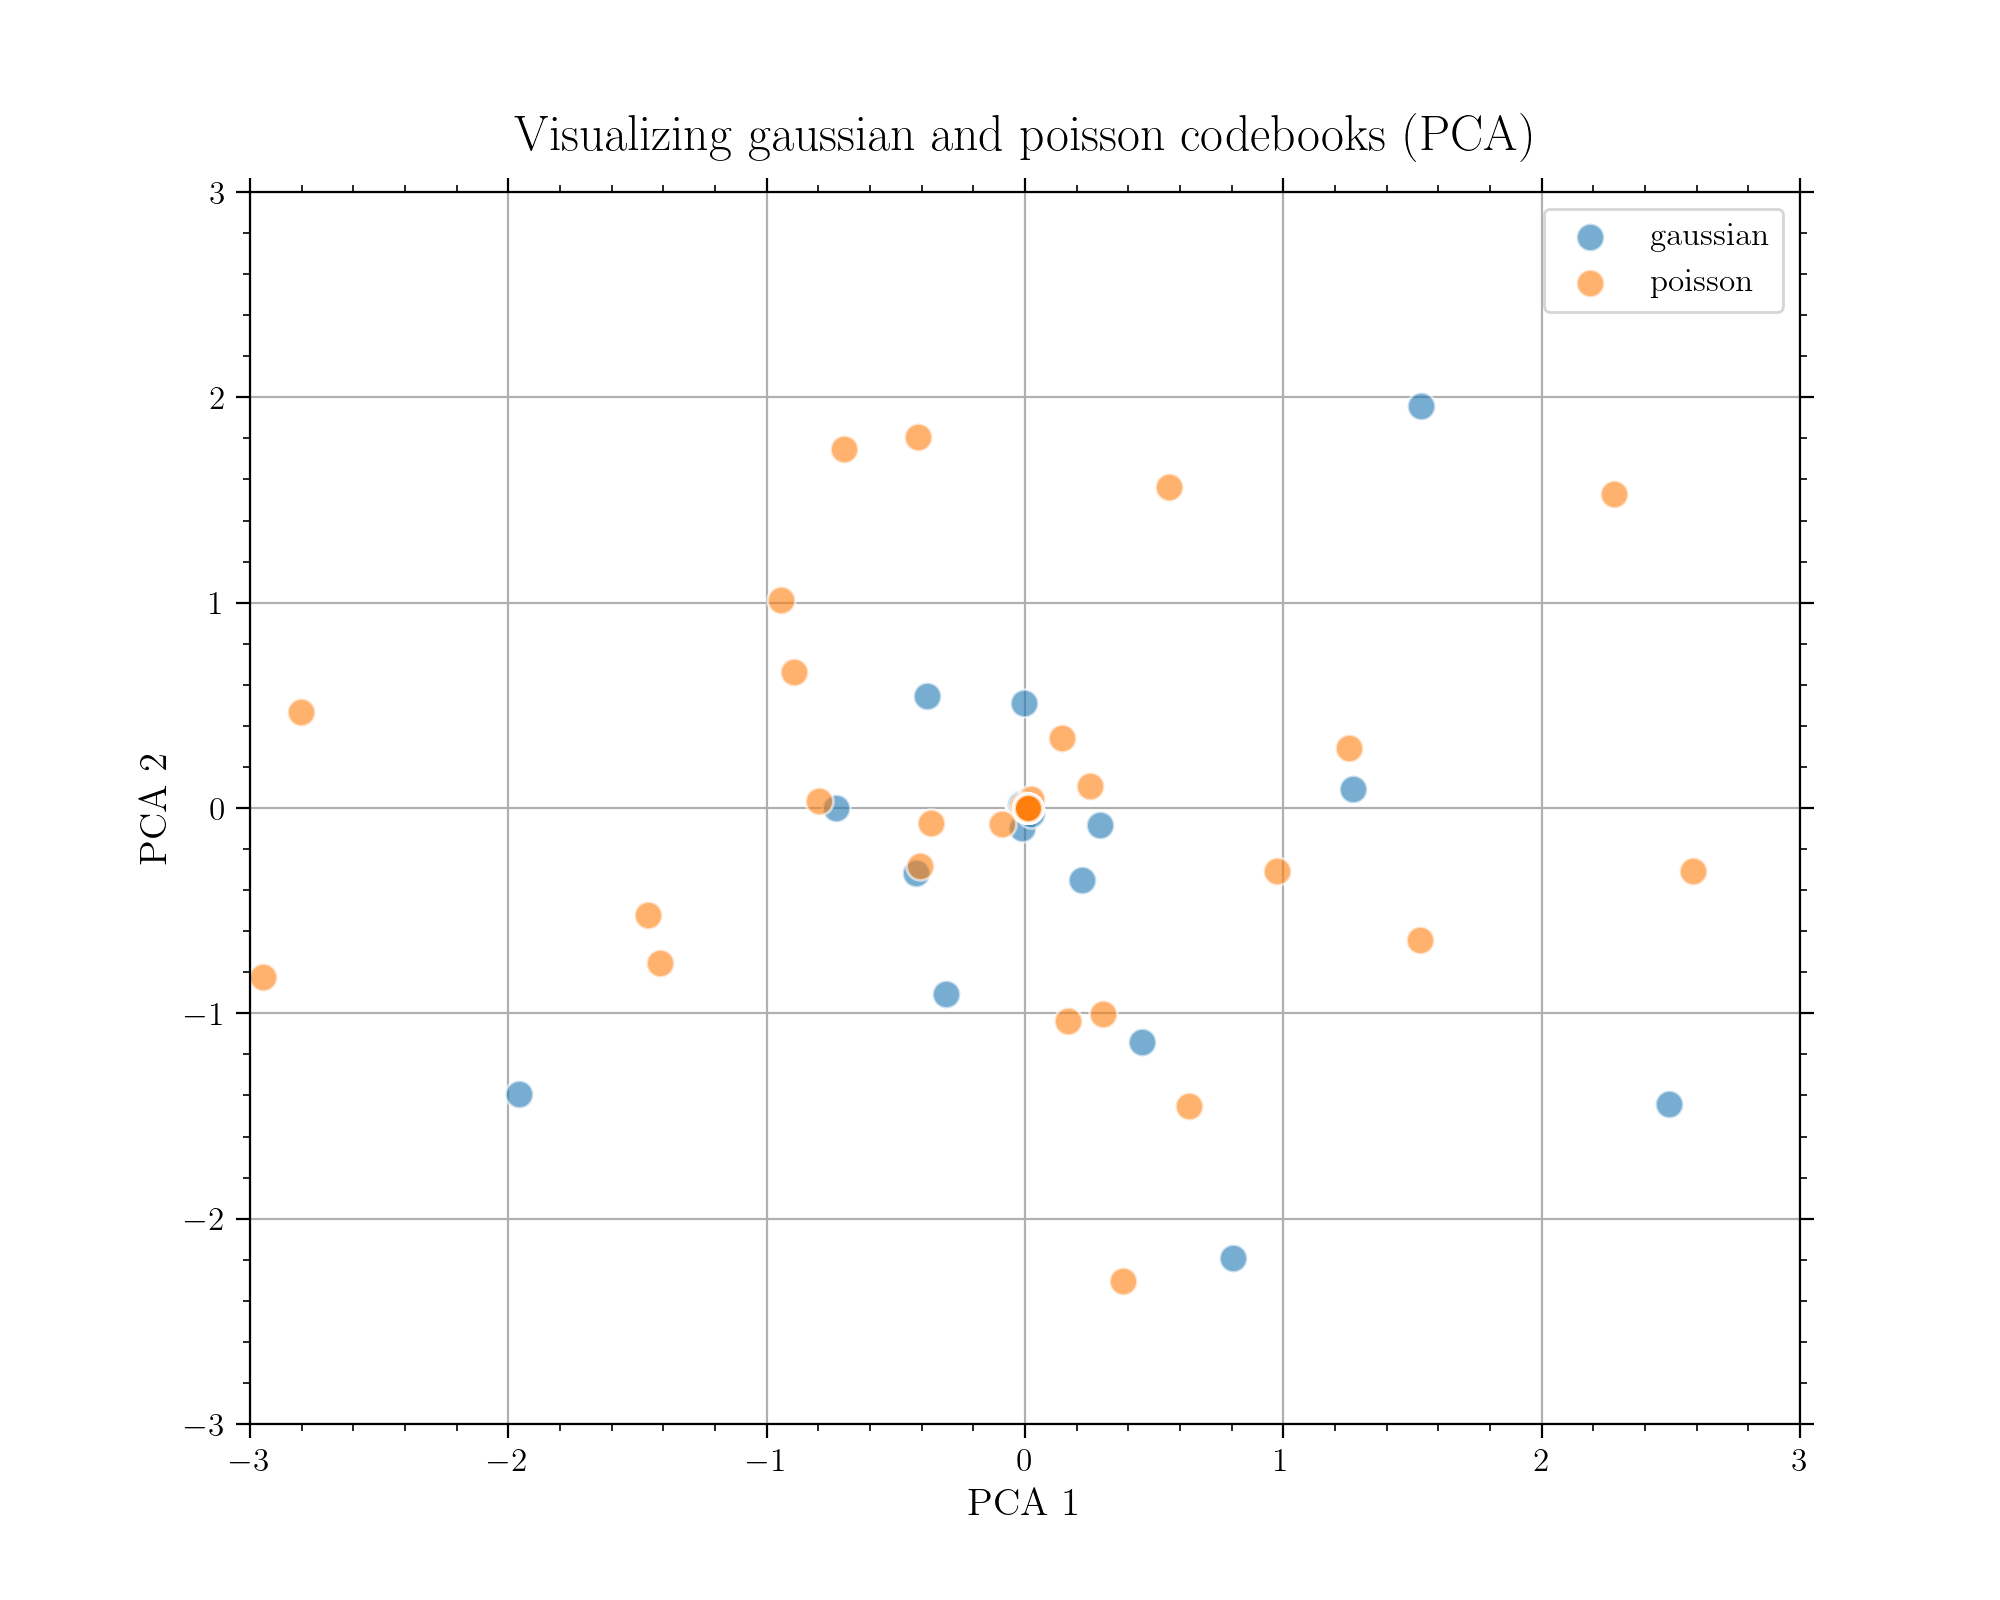 Visualizing gaussian and poisson codebooks (PCA)
gaussian
poisson
3
2
1
0
−1
−2
−3
PCA 2
−3
−2
−1
0
1
2
3
PCA 1